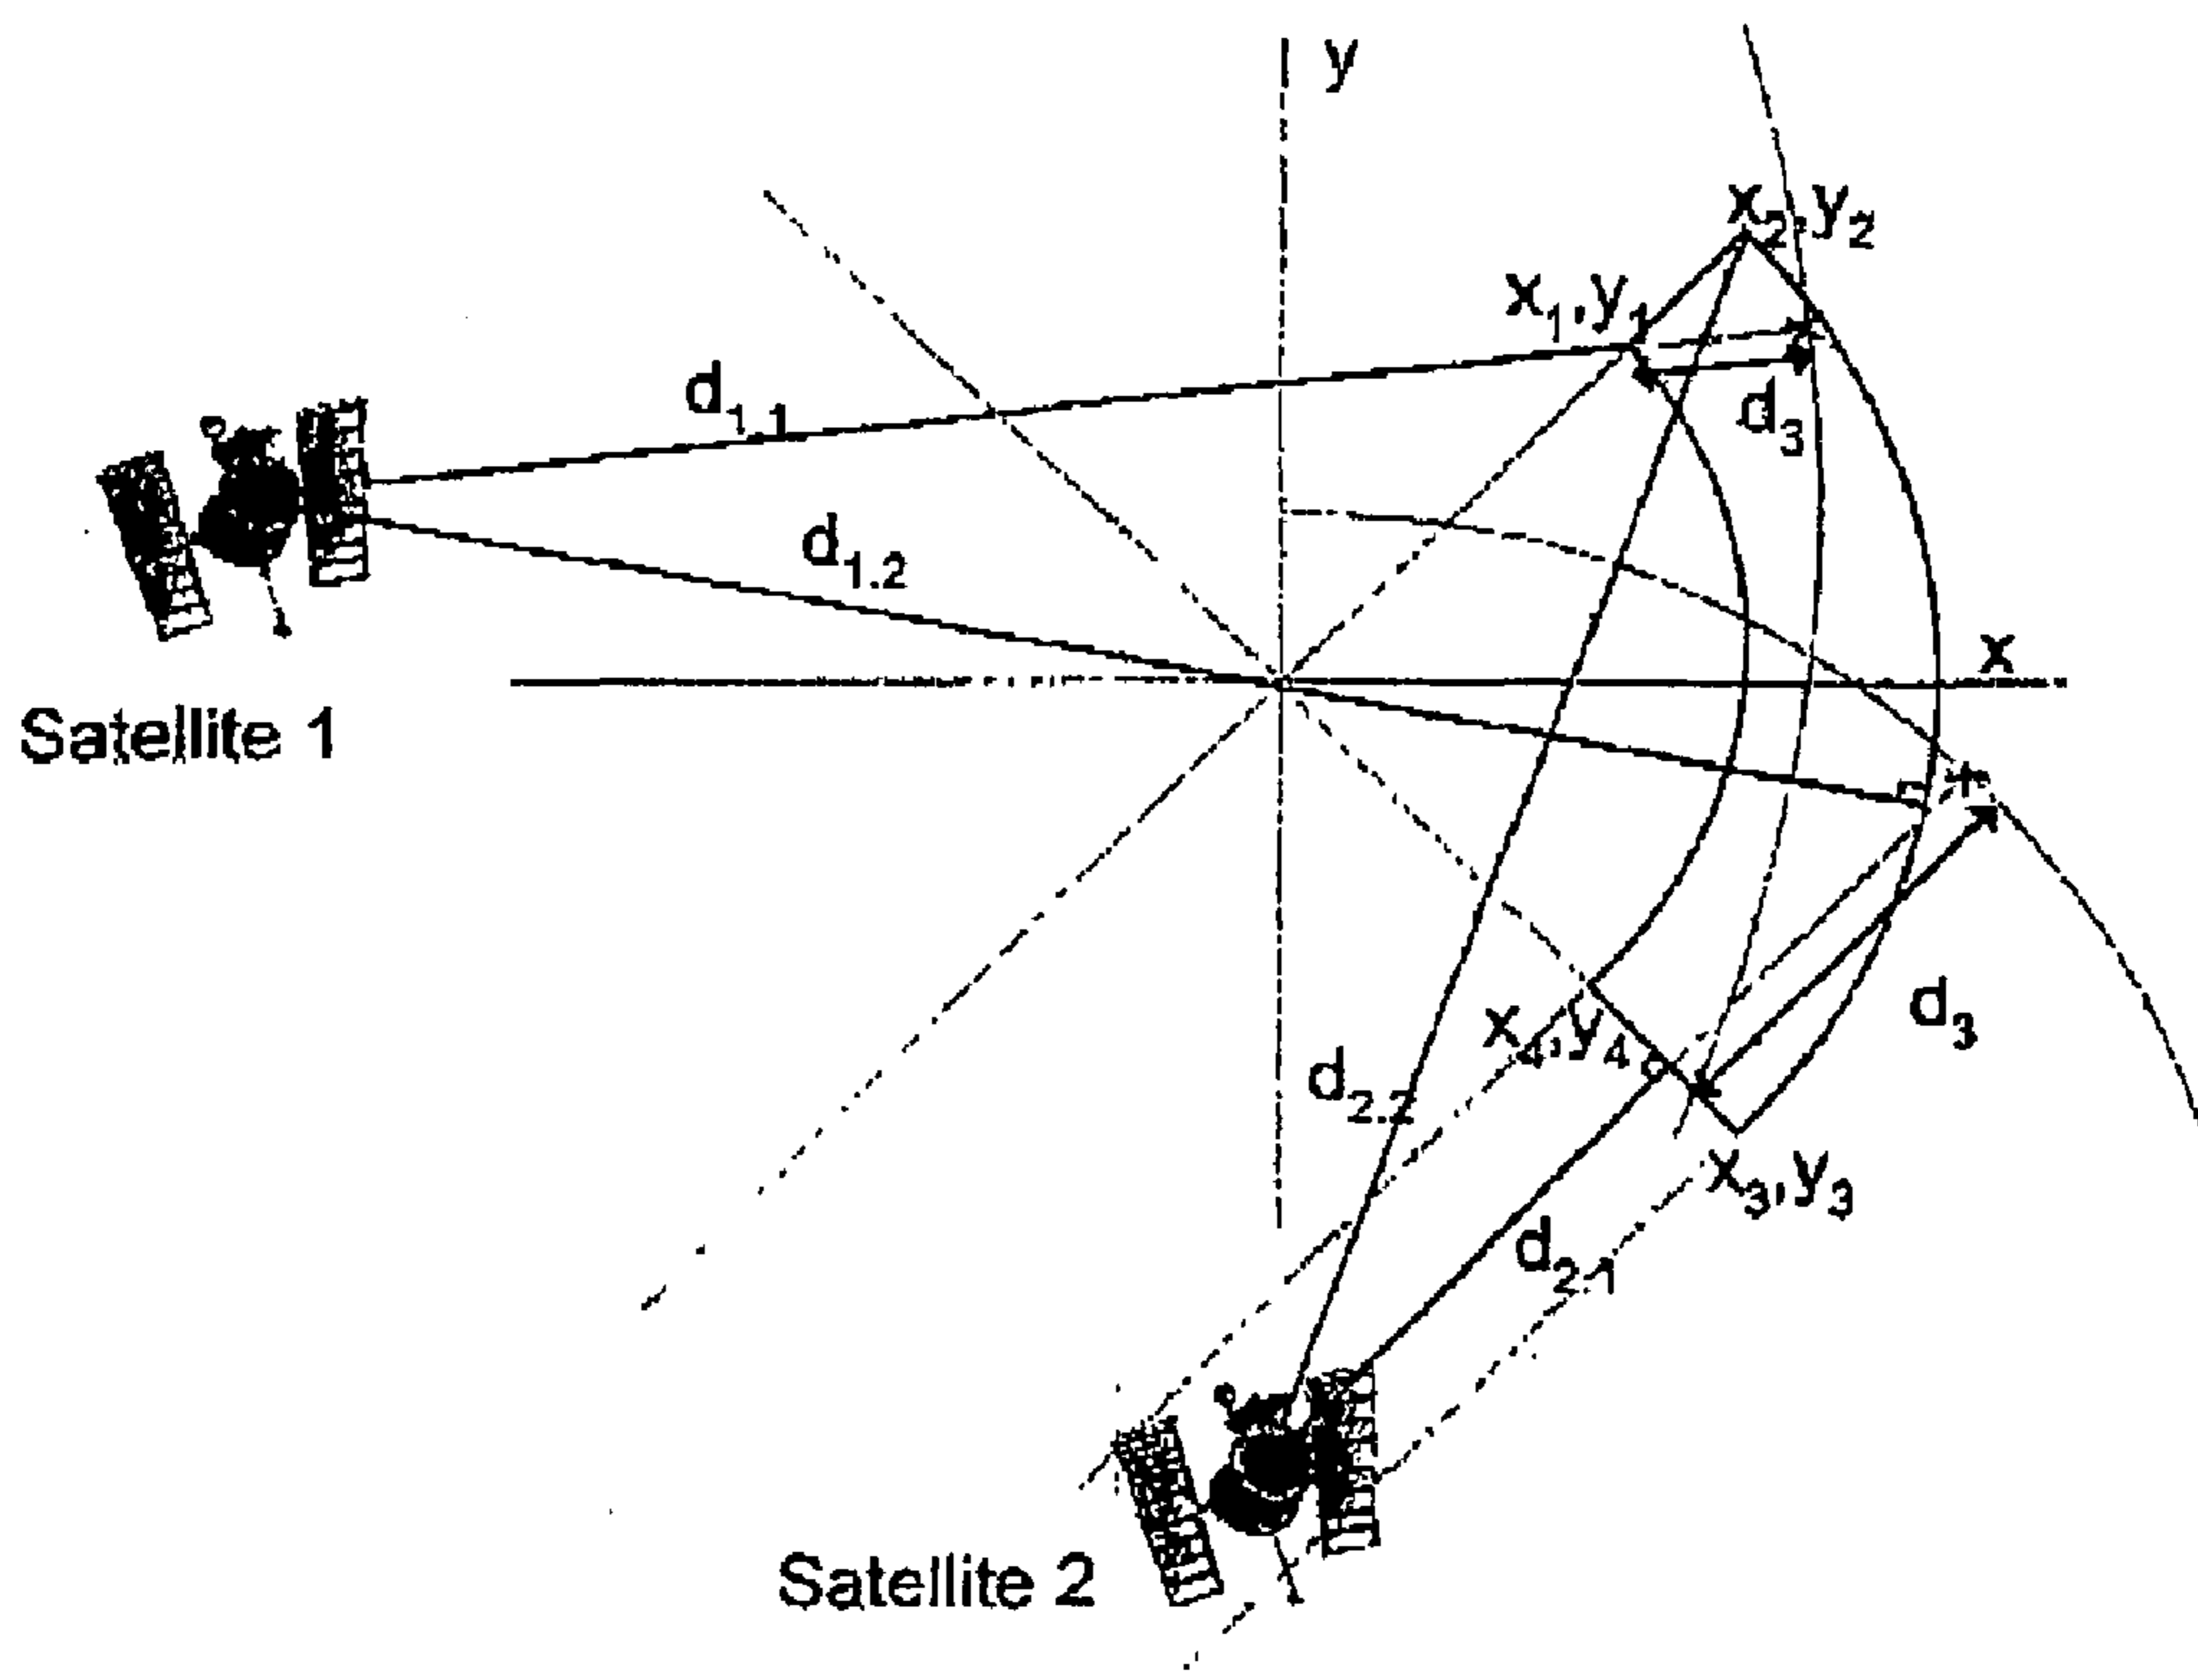 y
x₂,y₂
x₁,y₁
d₁.₁
d₃
d₁.₂
x
Satellite 1
d₃
x₄,y₄
d₂.₂
x₃,y₃
d₂.₁
Satellite 2